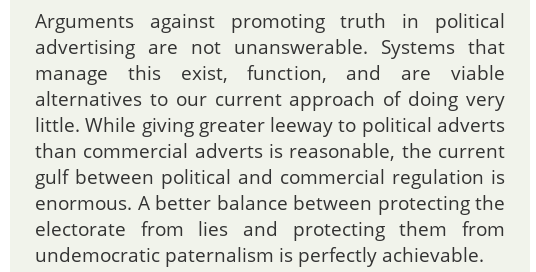 Arguments against promoting truth in political
advertising are not unanswerable. Systems that
manage this exist, function, and are viable
alternatives to our current approach of doing very
little. While giving greater leeway to political adverts
than commercial adverts is reasonable, the current
gulf between political and commercial regulation is
enormous. A better balance between protecting the
electorate from lies and protecting them from
undemocratic paternalism is perfectly achievable.